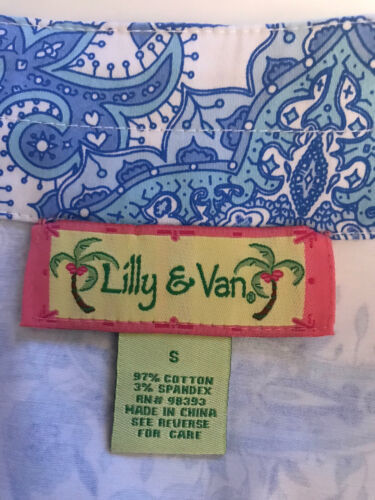 Lilly & Van®
S
97% COTTON
3% SPANDEX
RN# 98393
MADE IN CHINA
SEE REVERSE
FOR CARE